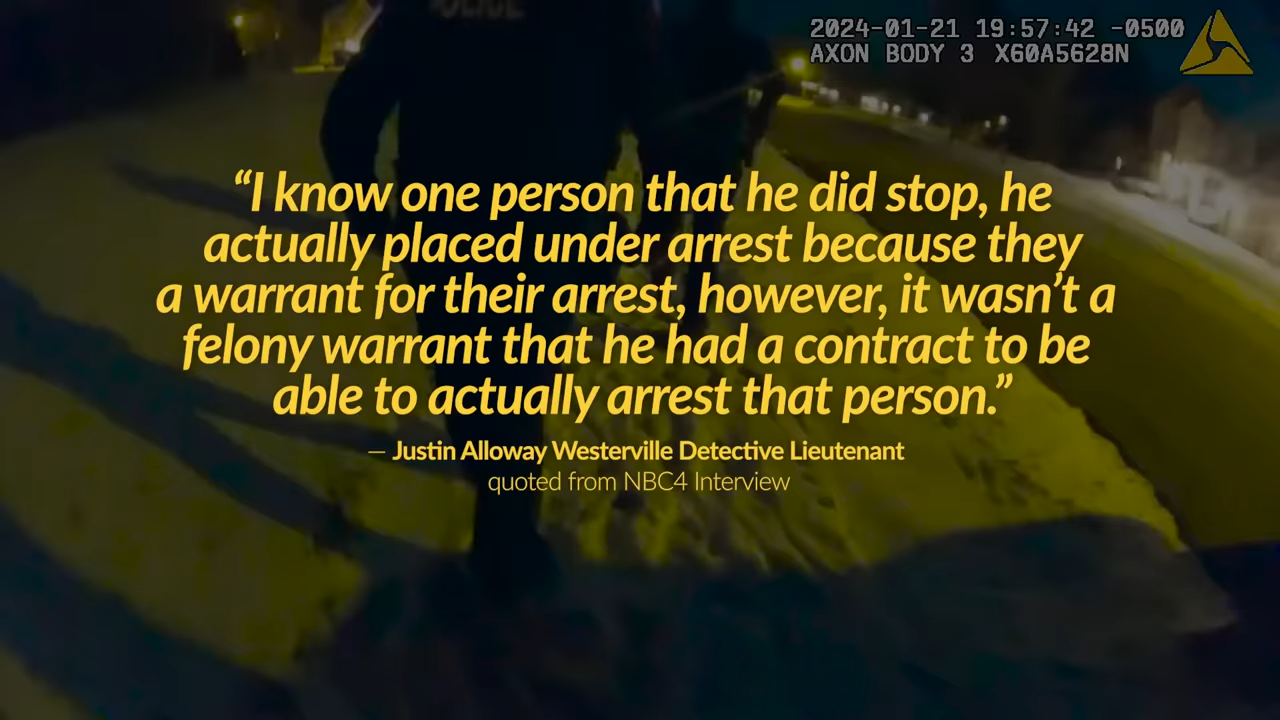 POLICE
2024-01-21 19:57:42 -0500
AXON BODY 3 X60A5628N
“I know one person that he did stop, he
actually placed under arrest because they
a warrant for their arrest, however, it wasn’t a
felony warrant that he had a contract to be
able to actually arrest that person.”
— Justin Alloway Westerville Detective Lieutenant
quoted from NBC4 Interview